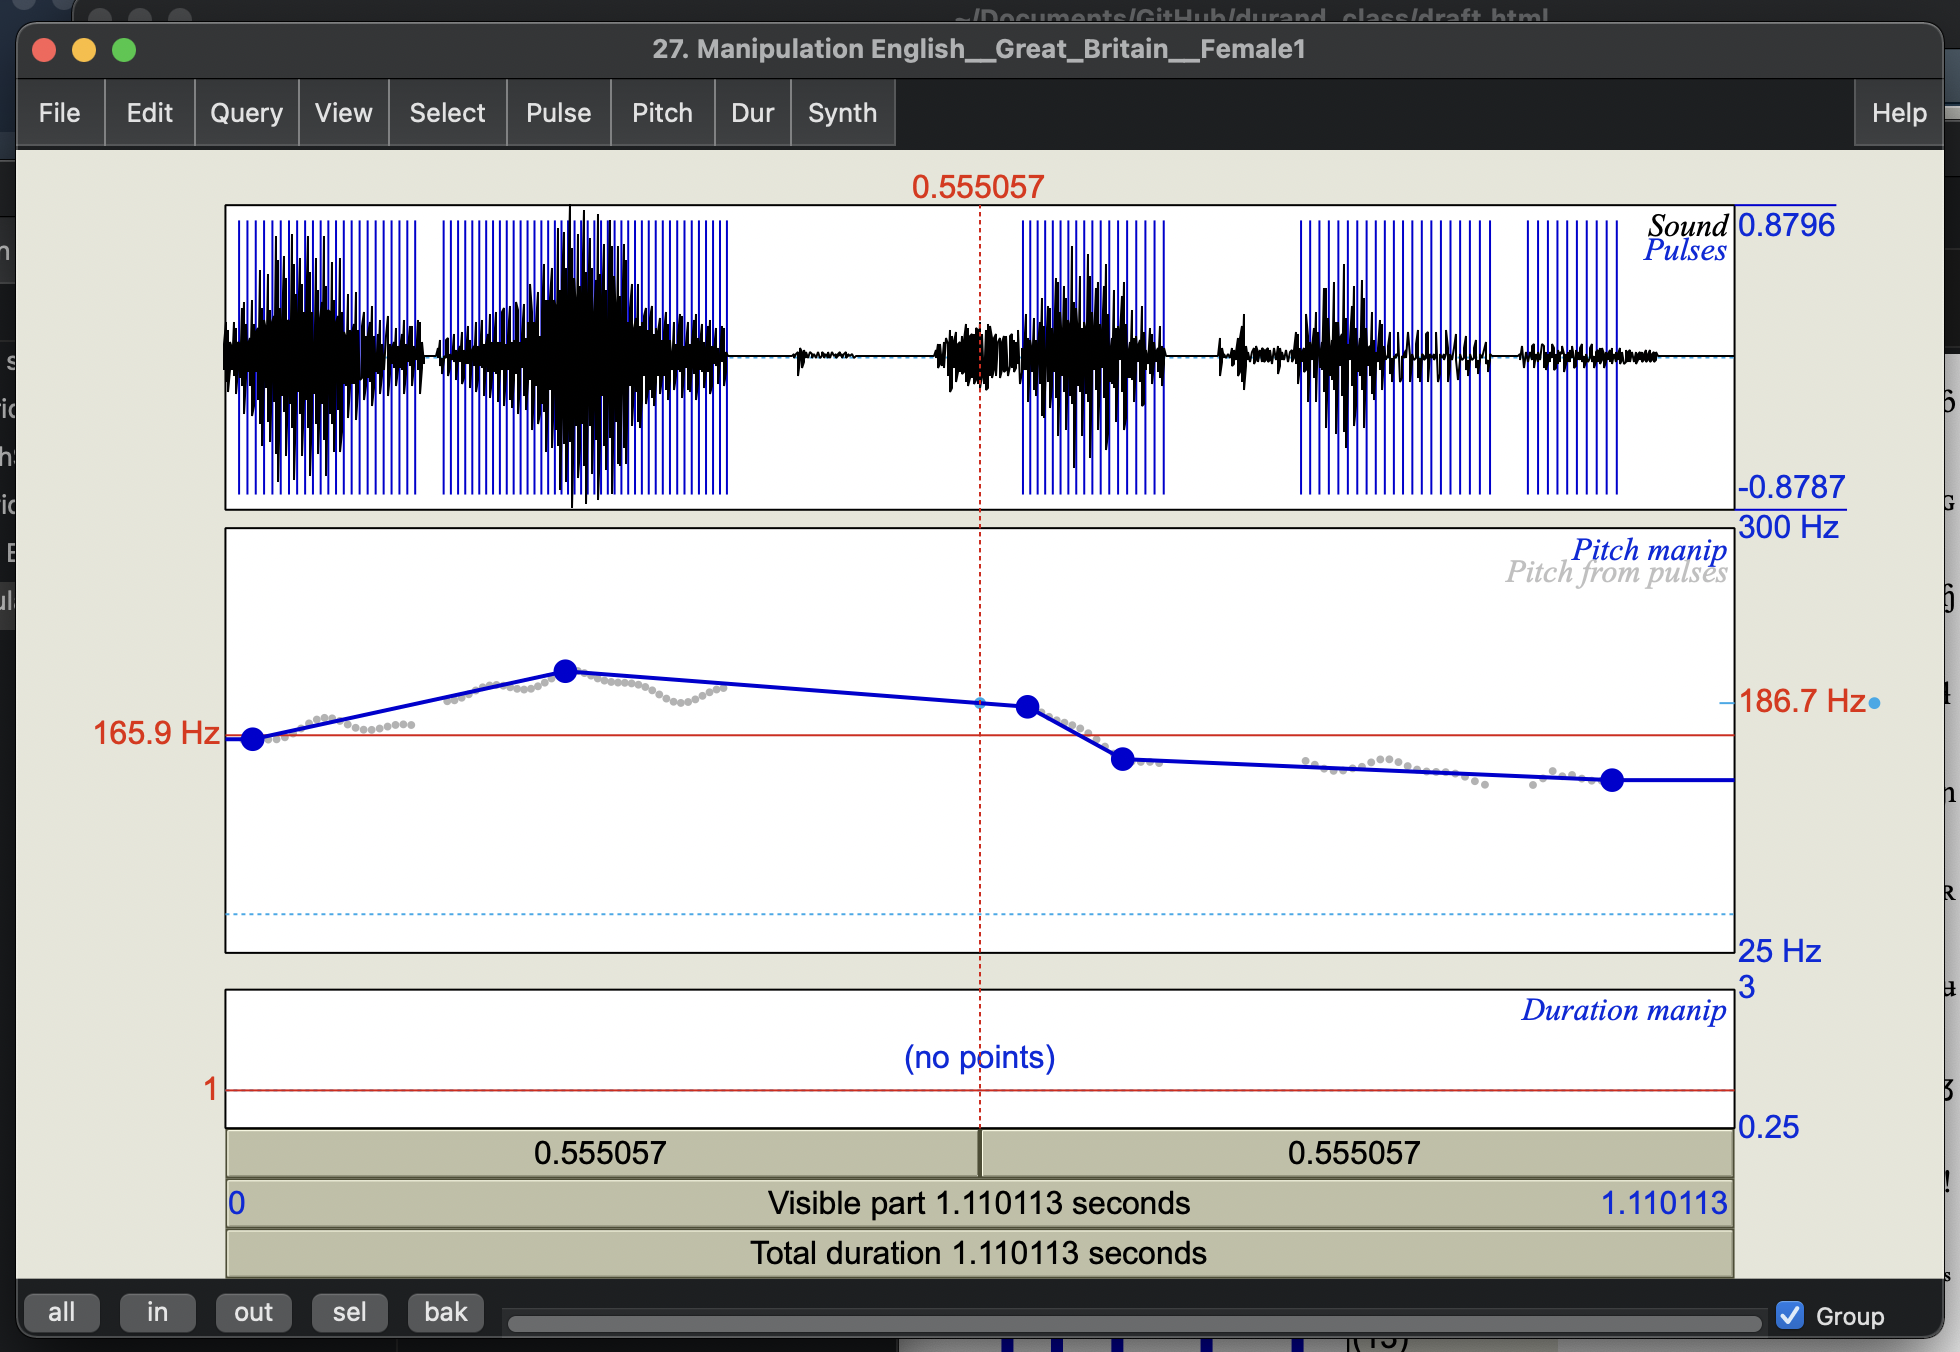 ~/Documents/GitHub/durand_class/draft.html
27. Manipulation English__Great_Britain__Female1
File Edit Query View Select Pulse Pitch Dur Synth Help
0.555057
Sound
Pulses
0.8796
-0.8787
300 Hz
Pitch manip
Pitch from pulses
165.9 Hz
186.7 Hz
25 Hz
3
Duration manip
(no points)
1
0.25
0.555057 0.555057
0 Visible part 1.110113 seconds 1.110113
Total duration 1.110113 seconds
all in out sel bak Group